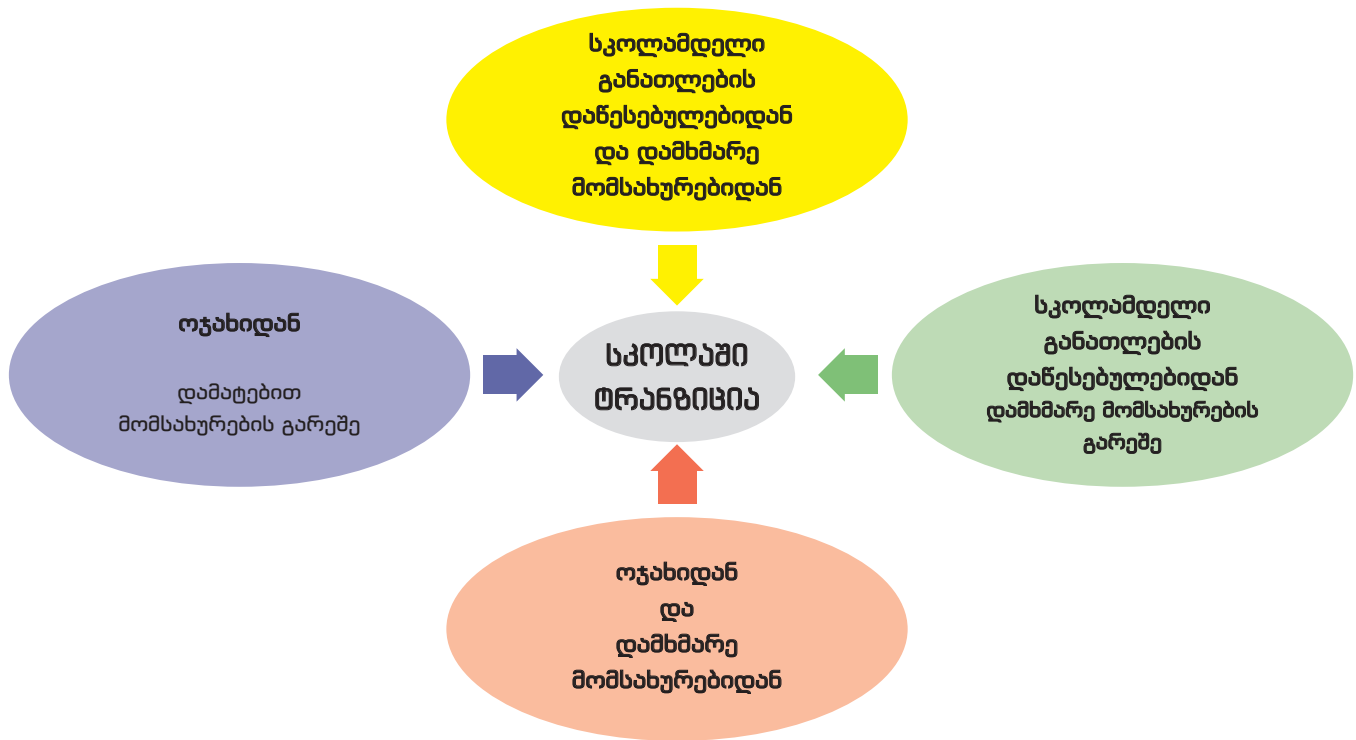 სკოლამდელი
განათლების
დაწესებულებიდან
და დამხმარე
მომსახურებიდან
ოჯახიდან
დამატებით
მომსახურების გარეშე
სკოლაში
ტრანზიცია
სკოლამდელი
განათლების
დაწესებულებიდან
დამხმარე მომსახურების
გარეშე
ოჯახიდან
და
დამხმარე
მომსახურებიდან